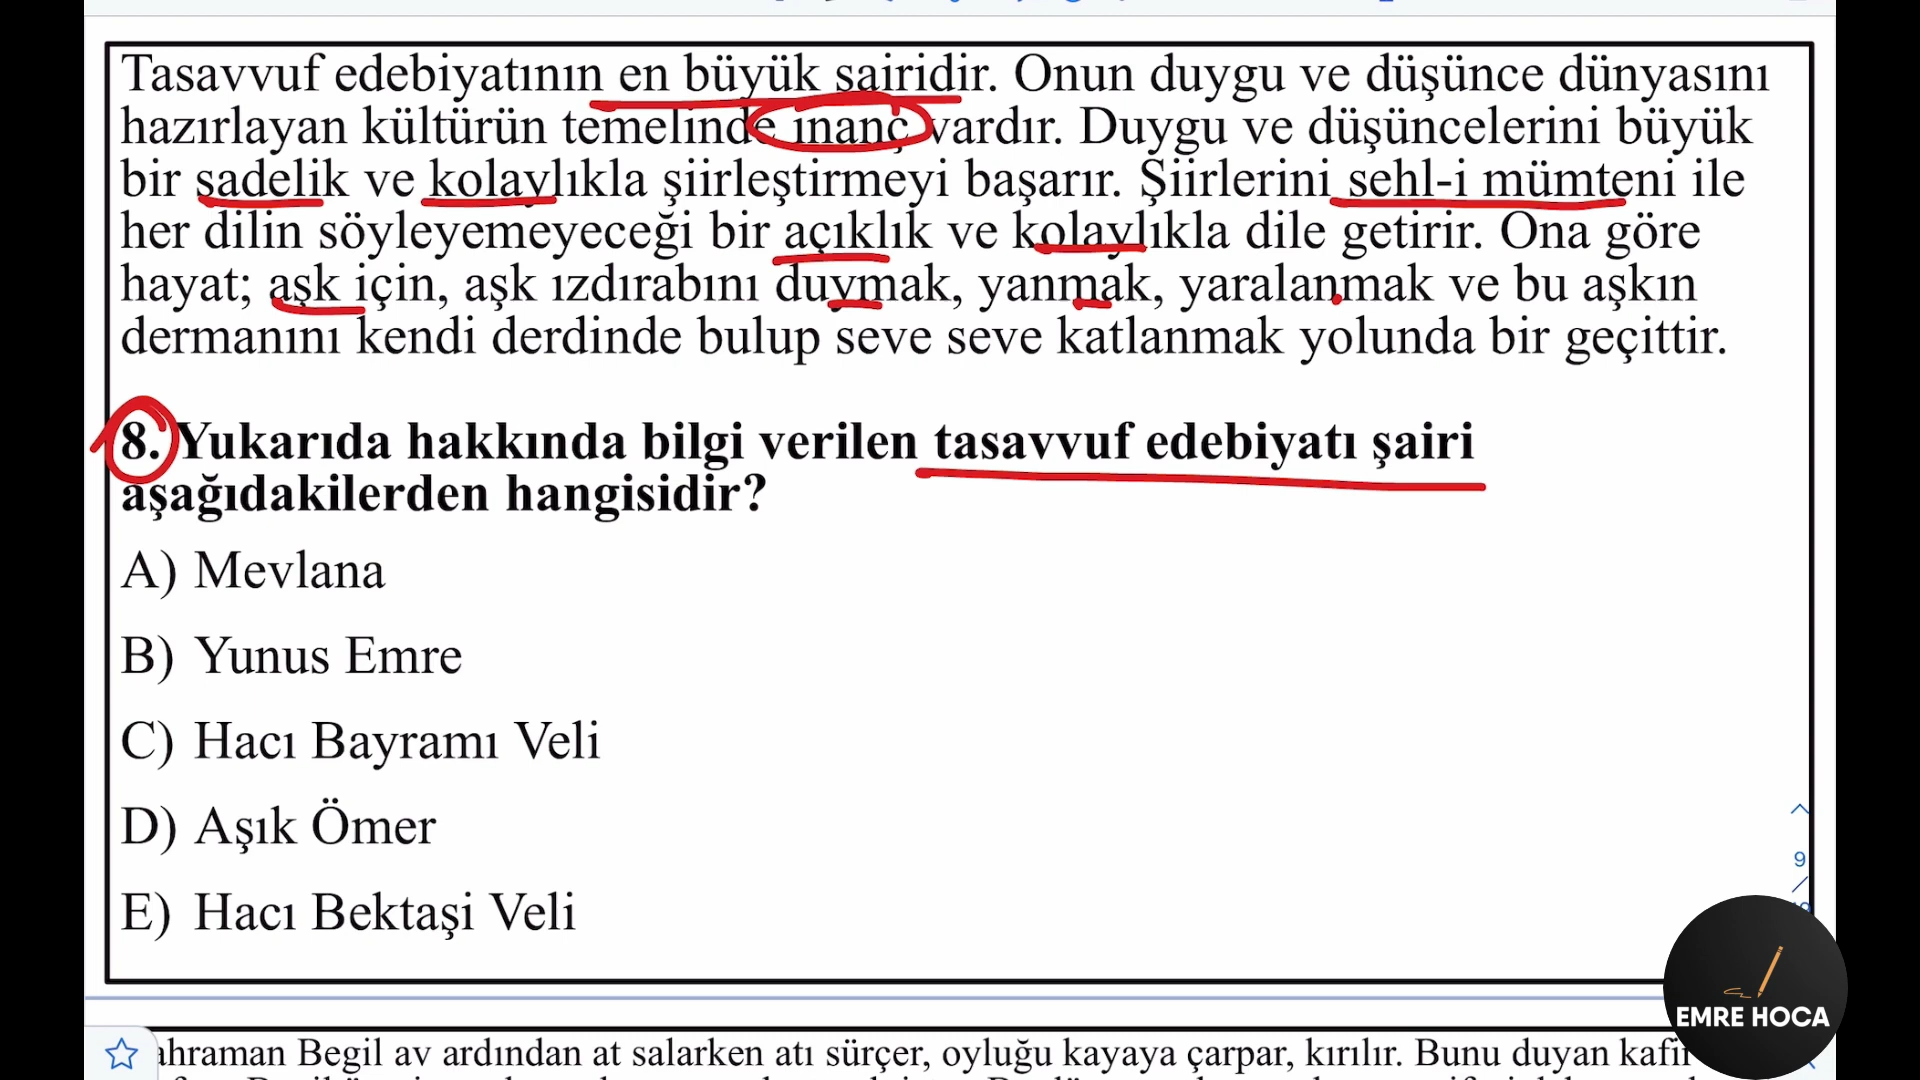 Tasavvuf edebiyatının en büyük sairidir. Onun duygu ve düşünce dünyasını
hazırlayan kültürün temelinde inanç vardır. Duygu ve düşüncelerini büyük
bir sadelik ve kolaylıkla şiirleştirmeyi başarır. Şiirlerini sehl-i mümteni ile
her dilin söyleyemeyeceği bir açıklık ve kolaylıkla dile getirir. Ona göre
hayat; aşk için, aşk ızdırabını duymak, yanmak, yaralanmak ve bu aşkın
dermanını kendi derdinde bulup seve seve katlanmak yolunda bir geçittir.
8. Yukarıda hakkında bilgi verilen tasavvuf edebiyatı şairi
aşağıdakilerden hangisidir?
A) Mevlana
B) Yunus Emre
C) Hacı Bayramı Veli
D) Aşık Ömer
E) Hacı Bektaşi Veli
9
EMRE HOCA
ahraman Begil av ardından at salarken atı sürçer, oyluğu kayaya çarpar, kırılır. Bunu duyan